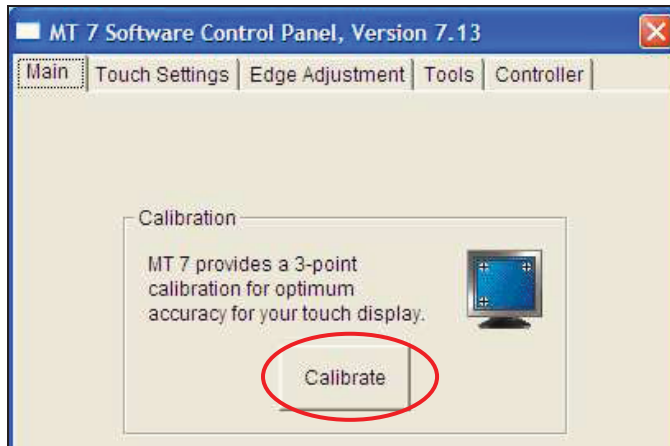 MT 7 Software Control Panel, Version 7.13
Main Touch Settings Edge Adjustment Tools Controller
Calibration
MT 7 provides a 3-point
calibration for optimum
accuracy for your touch display.
Calibrate